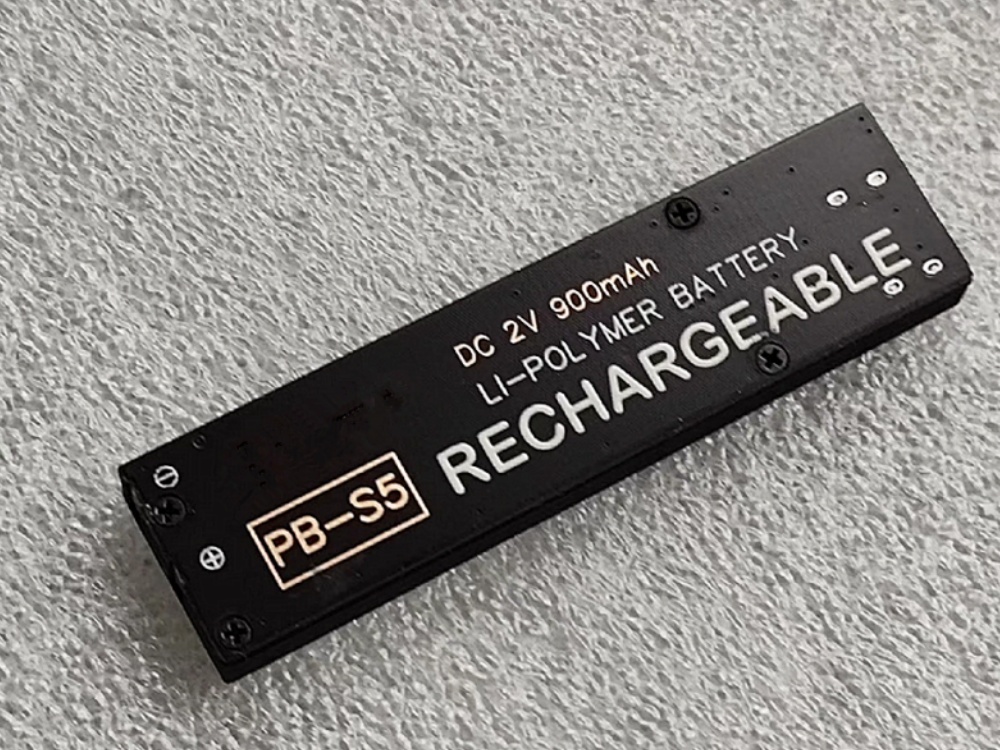 DC 2V 900mAh
LI-POLYMER BATTERY
RECHARGEABLE
PB-S5